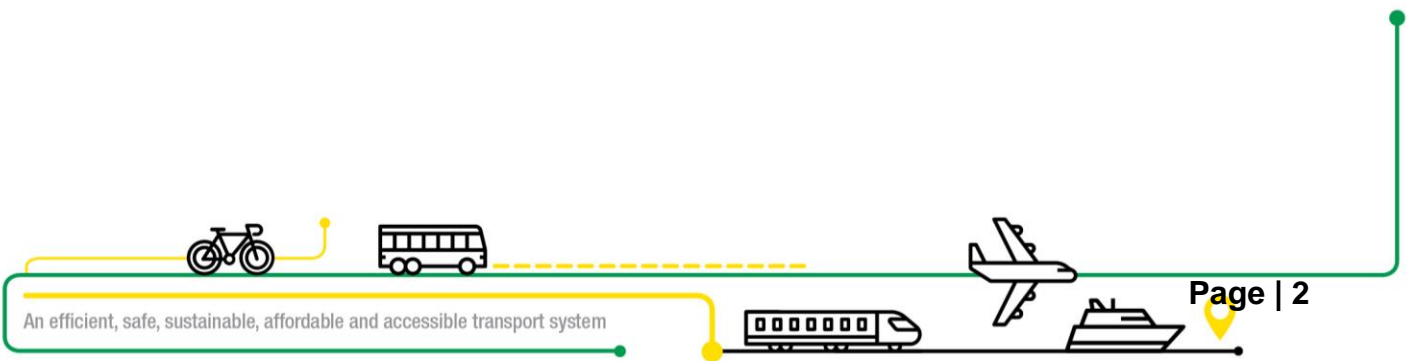 Page | 2
An efficient, safe, sustainable, affordable and accessible transport system